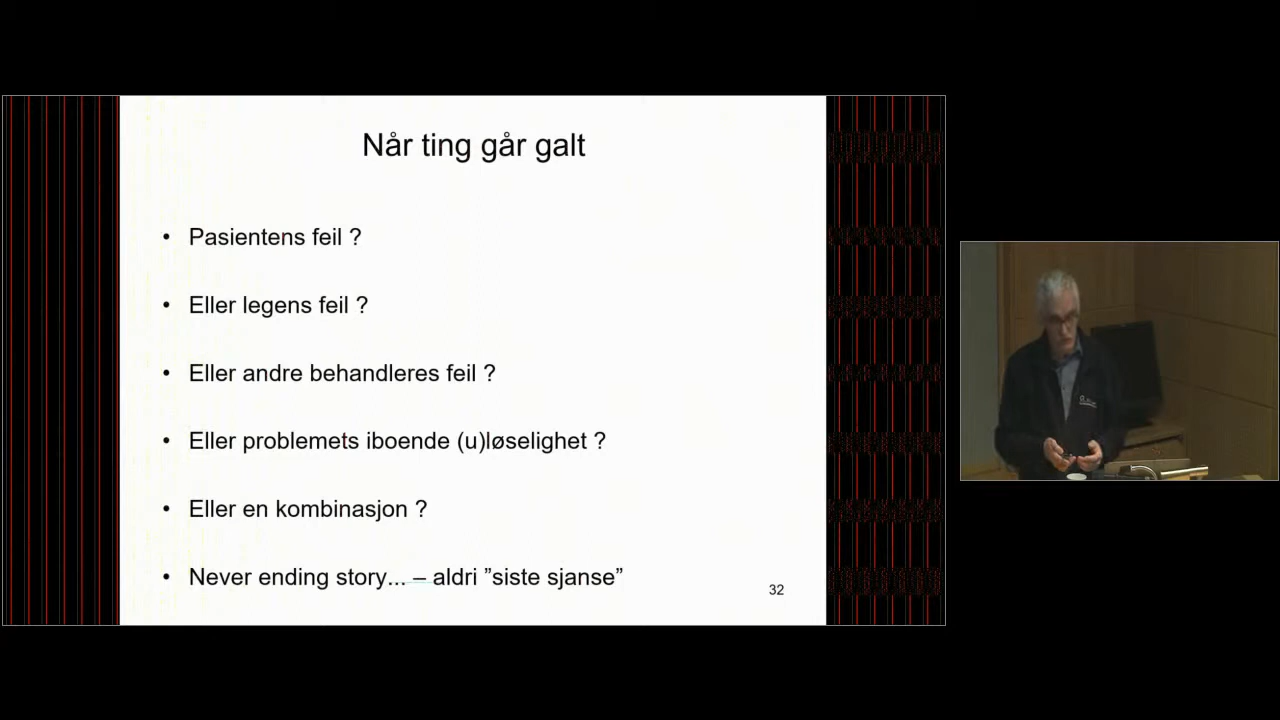 Når ting går galt
• Pasientens feil ?
• Eller legens feil ?
• Eller andre behandleres feil ?
• Eller problemets iboende (u)løselighet ?
• Eller en kombinasjon ?
• Never ending story... – aldri ”siste sjanse”
32